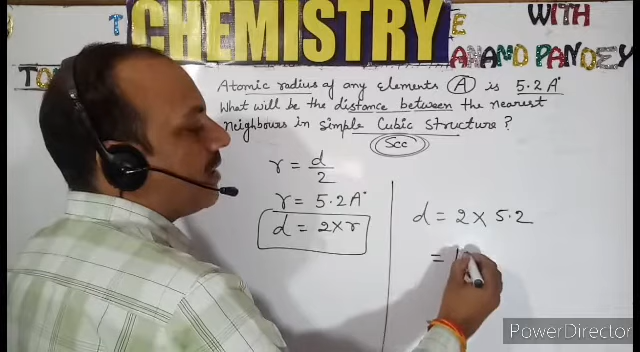 CHEMISTRY
WITH
ANAND PANDEY
Atomic radius of any elements (A) is 5.2 A°
What will be the distance between the nearest
neighbours in simple Cubic Structure?
Scc
r = d/2
r = 5.2 A°
d = 2×r
d = 2 × 5.2
=
PowerDirector